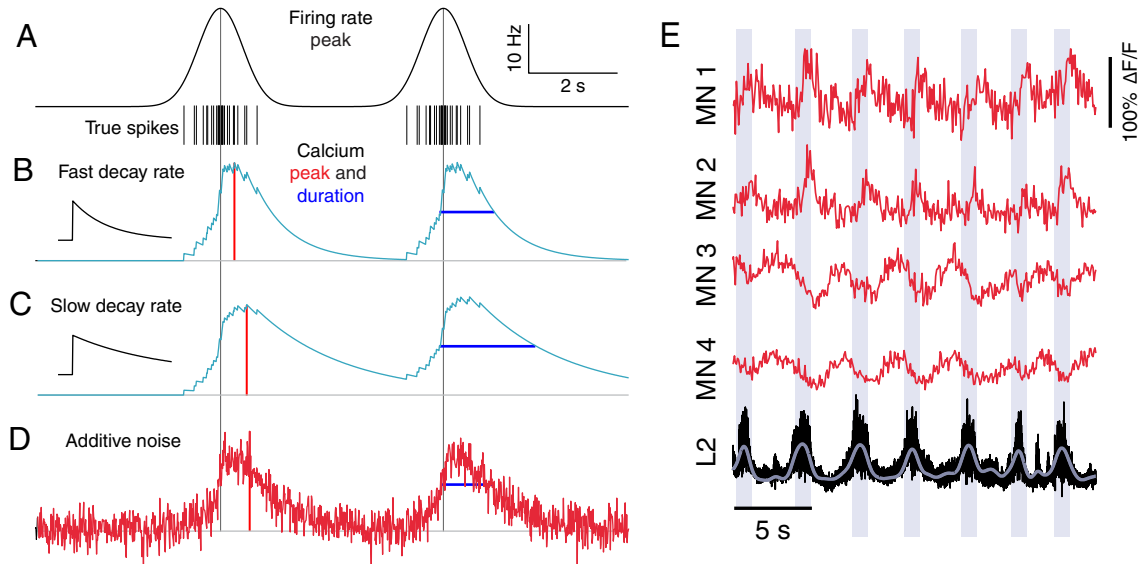 A
Firing rate
peak
10 Hz
2 s
True spikes
B
Fast decay rate
Calcium
peak and
duration
C
Slow decay rate
D
Additive noise
E
MN 1
MN 2
MN 3
MN 4
L2
100% ΔF/F
5 s